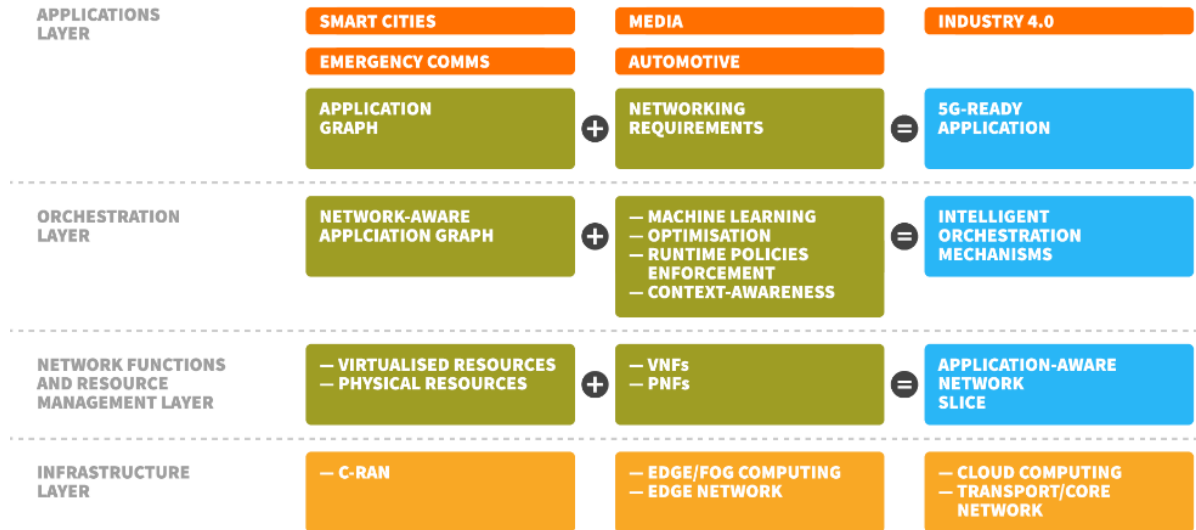 APPLICATIONS
LAYER
SMART CITIES
MEDIA
INDUSTRY 4.0
EMERGENCY COMMS
AUTOMOTIVE
APPLICATION
GRAPH
+
NETWORKING
REQUIREMENTS
=
5G-READY
APPLICATION
ORCHESTRATION
LAYER
NETWORK-AWARE
APPLCIATION GRAPH
+
— MACHINE LEARNING
— OPTIMISATION
— RUNTIME POLICIES
ENFORCEMENT
— CONTEXT-AWARENESS
=
INTELLIGENT
ORCHESTRATION
MECHANISMS
NETWORK FUNCTIONS
AND RESOURCE
MANAGEMENT LAYER
— VIRTUALISED RESOURCES
— PHYSICAL RESOURCES
+
— VNFs
— PNFs
=
APPLICATION-AWARE
NETWORK
SLICE
INFRASTRUCTURE
LAYER
— C-RAN
— EDGE/FOG COMPUTING
— EDGE NETWORK
— CLOUD COMPUTING
— TRANSPORT/CORE
NETWORK